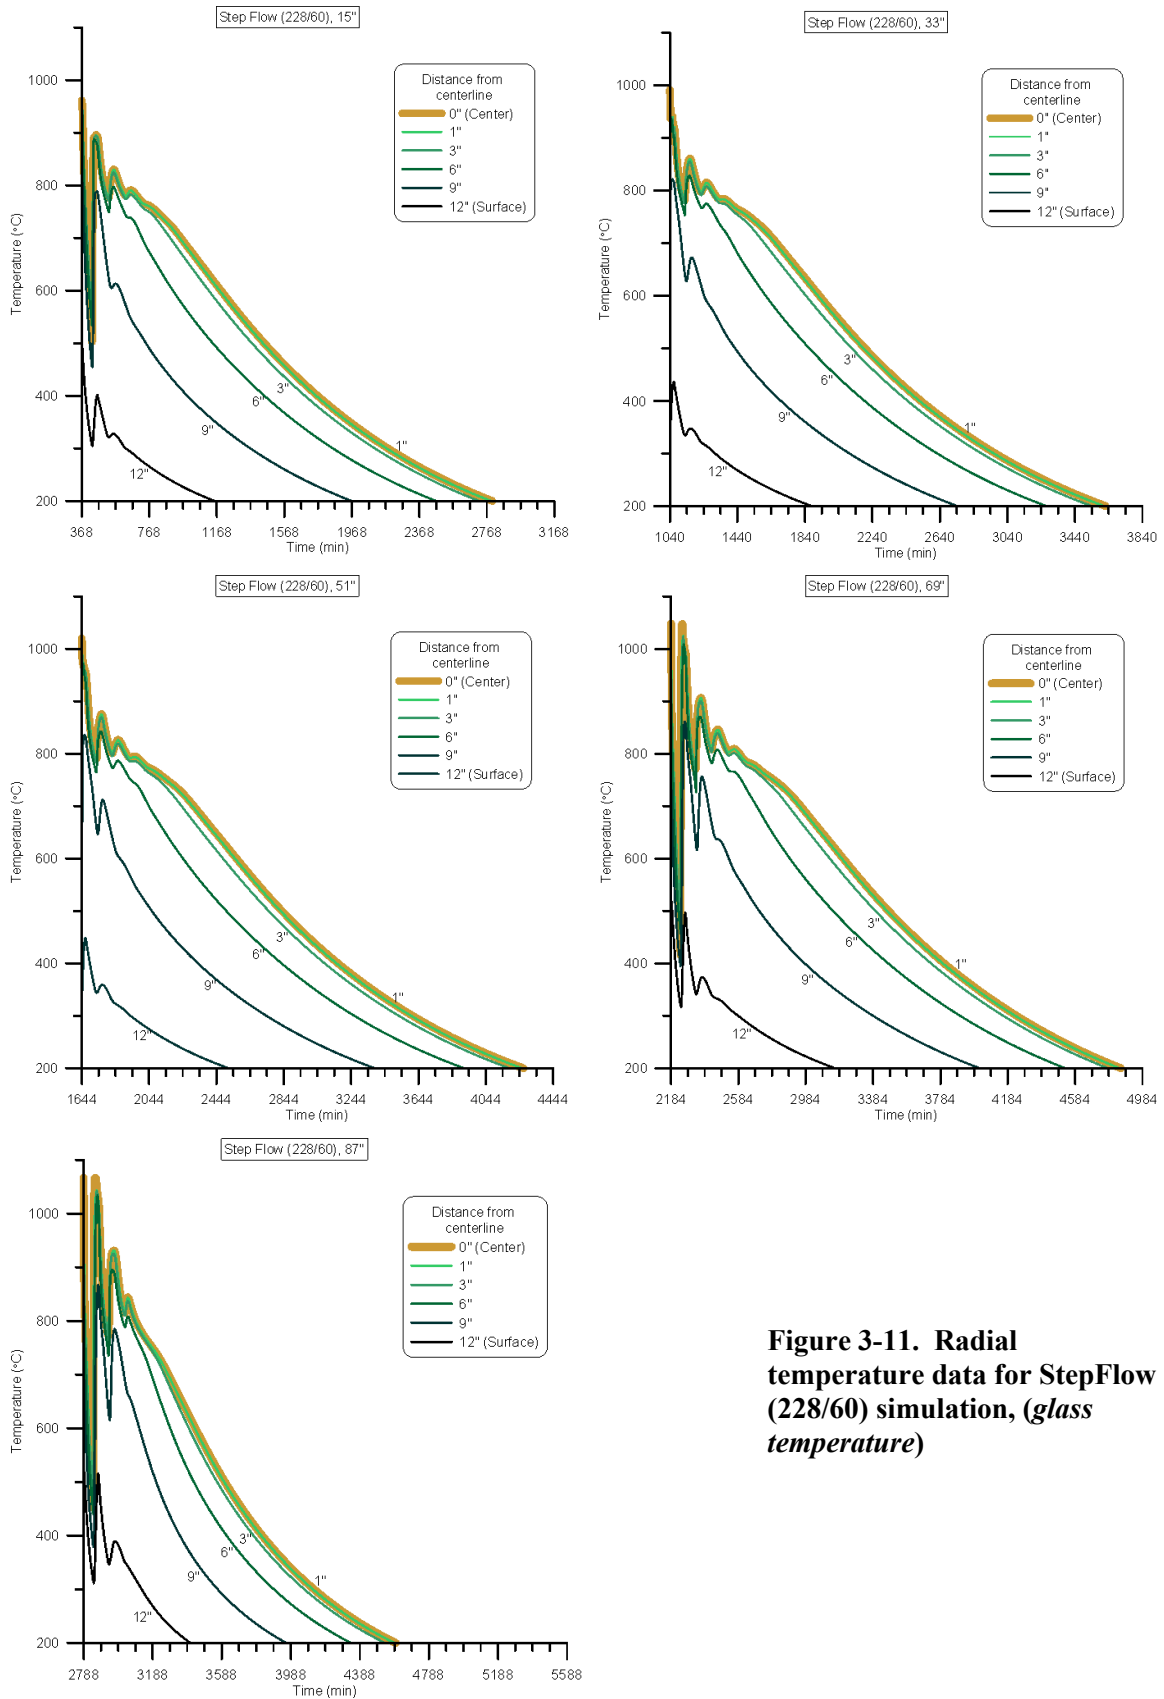 Step Flow (228/60), 15"
Temperature (°C)
1000
800
600
400
200
Distance from
centerline
0" (Center)
1"
3"
6"
9"
12" (Surface)
3"
6"
9"
1"
12"
368 768 1168 1568 1968 2368 2768 3168
Time (min)
Step Flow (228/60), 33"
Temperature (°C)
1000
800
600
400
200
Distance from
centerline
0" (Center)
1"
3"
6"
9"
12" (Surface)
3"
6"
9"
1"
12"
1040 1440 1840 2240 2640 3040 3440 3840
Time (min)
Step Flow (228/60), 51"
Temperature (°C)
1000
800
600
400
200
Distance from
centerline
0" (Center)
1"
3"
6"
9"
12" (Surface)
3"
6"
9"
1"
12"
1644 2044 2444 2844 3244 3644 4044 4444
Time (min)
Step Flow (228/60), 69"
Temperature (°C)
1000
800
600
400
200
Distance from
centerline
0" (Center)
1"
3"
6"
9"
12" (Surface)
3"
6"
1"
9"
12"
2184 2584 2984 3384 3784 4184 4584 4984
Time (min)
Step Flow (228/60), 87"
Temperature (°C)
1000
800
600
400
200
Distance from
centerline
0" (Center)
1"
3"
6"
9"
12" (Surface)
3"
6"
9"
1"
12"
2788 3188 3588 3988 4388 4788 5188 5588
Time (min)
Figure 3-11. Radial
temperature data for StepFlow
(228/60) simulation, (glass
temperature)